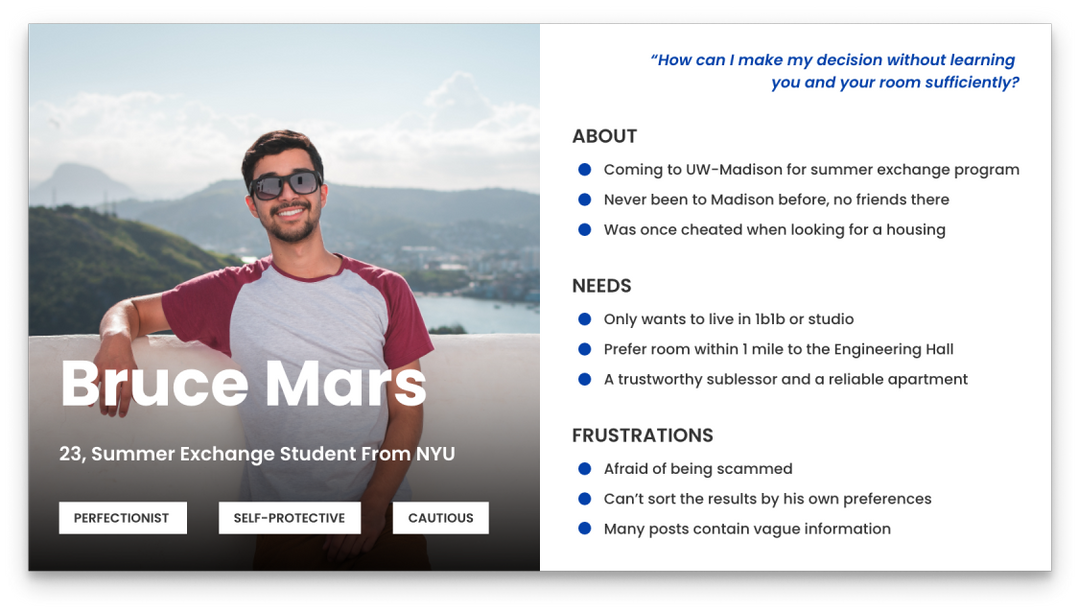 Bruce Mars
23, Summer Exchange Student From NYU
PERFECTIONIST
SELF-PROTECTIVE
CAUTIOUS
“How can I make my decision without learning
you and your room sufficiently?
ABOUT
Coming to UW-Madison for summer exchange program
Never been to Madison before, no friends there
Was once cheated when looking for a housing
NEEDS
Only wants to live in 1b1b or studio
Prefer room within 1 mile to the Engineering Hall
A trustworthy sublessor and a reliable apartment
FRUSTRATIONS
Afraid of being scammed
Can’t sort the results by his own preferences
Many posts contain vague information